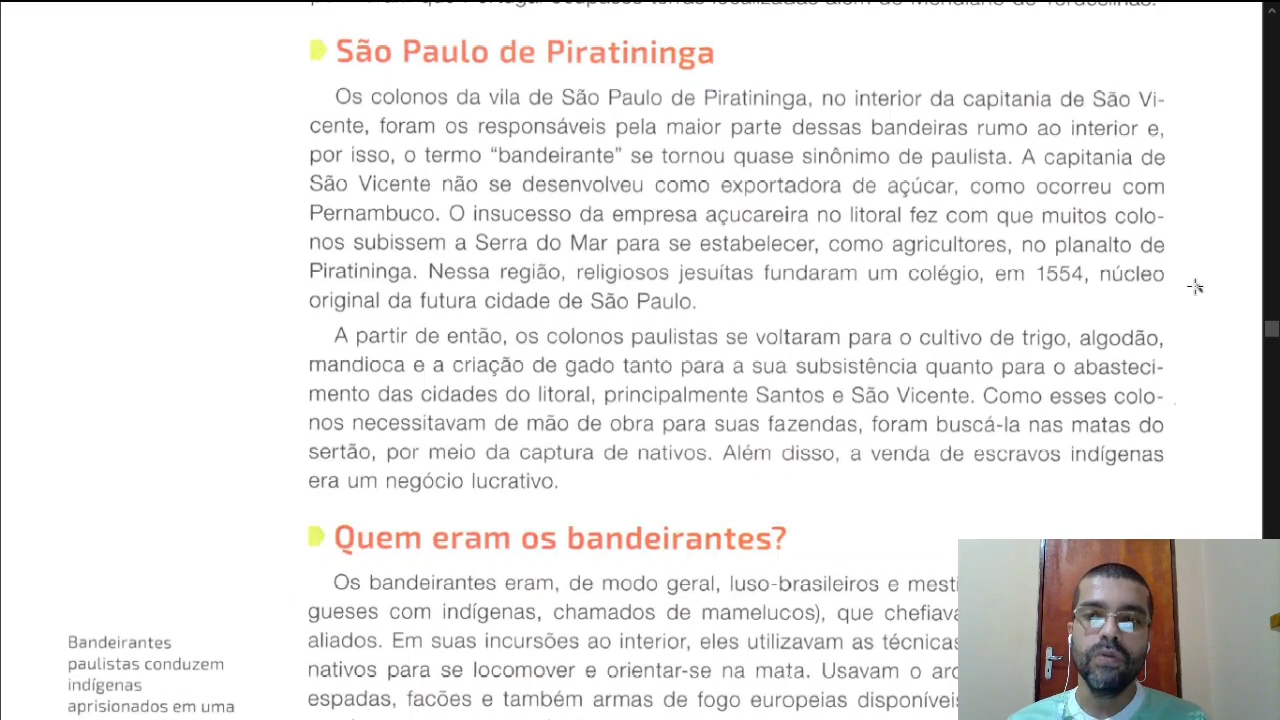 São Paulo de Piratininga
Os colonos da vila de São Paulo de Piratininga, no interior da capitania de São Vi-
cente, foram os responsáveis pela maior parte dessas bandeiras rumo ao interior e,
por isso, o termo “bandeirante” se tornou quase sinônimo de paulista. A capitania de
São Vicente não se desenvolveu como exportadora de açúcar, como ocorreu com
Pernambuco. O insucesso da empresa açucareira no litoral fez com que muitos colo-
nos subissem a Serra do Mar para se estabelecer, como agricultores, no planalto de
Piratininga. Nessa região, religiosos jesuítas fundaram um colégio, em 1554, núcleo
original da futura cidade de São Paulo.
A partir de então, os colonos paulistas se voltaram para o cultivo de trigo, algodão,
mandioca e a criação de gado tanto para a sua subsistência quanto para o abasteci-
mento das cidades do litoral, principalmente Santos e São Vicente. Como esses colo-
nos necessitavam de mão de obra para suas fazendas, foram buscá-la nas matas do
sertão, por meio da captura de nativos. Além disso, a venda de escravos indígenas
era um negócio lucrativo.
Quem eram os bandeirantes?
Os bandeirantes eram, de modo geral, luso-brasileiros e mesti
gueses com indígenas, chamados de mamelucos), que chefiava
aliados. Em suas incursões ao interior, eles utilizavam as técnicas
nativos para se locomover e orientar-se na mata. Usavam o arc
espadas, facões e também armas de fogo europeias disponíveis
Bandeirantes
paulistas conduzem
indígenas
aprisionados em uma